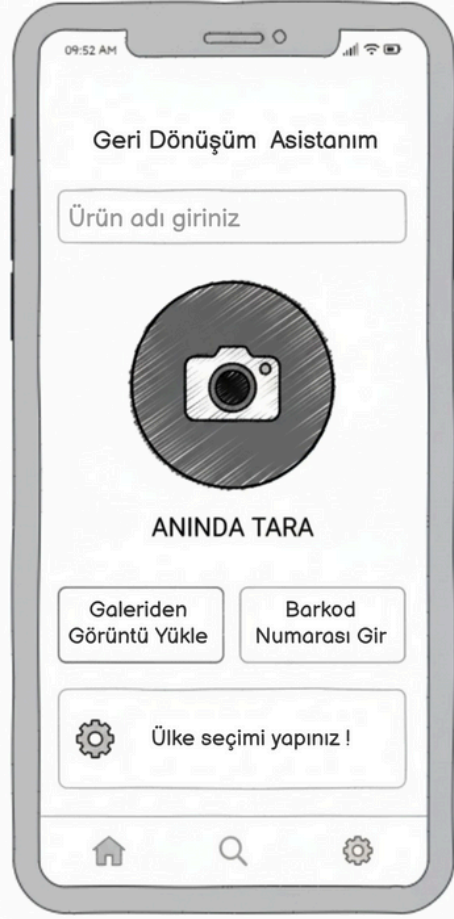 09:52 AM
Geri Dönüşüm Asistanım
Ürün adı giriniz
ANINDA TARA
Galeriden
Görüntü Yükle
Barkod
Numarası Gir
Ülke seçimi yapınız !